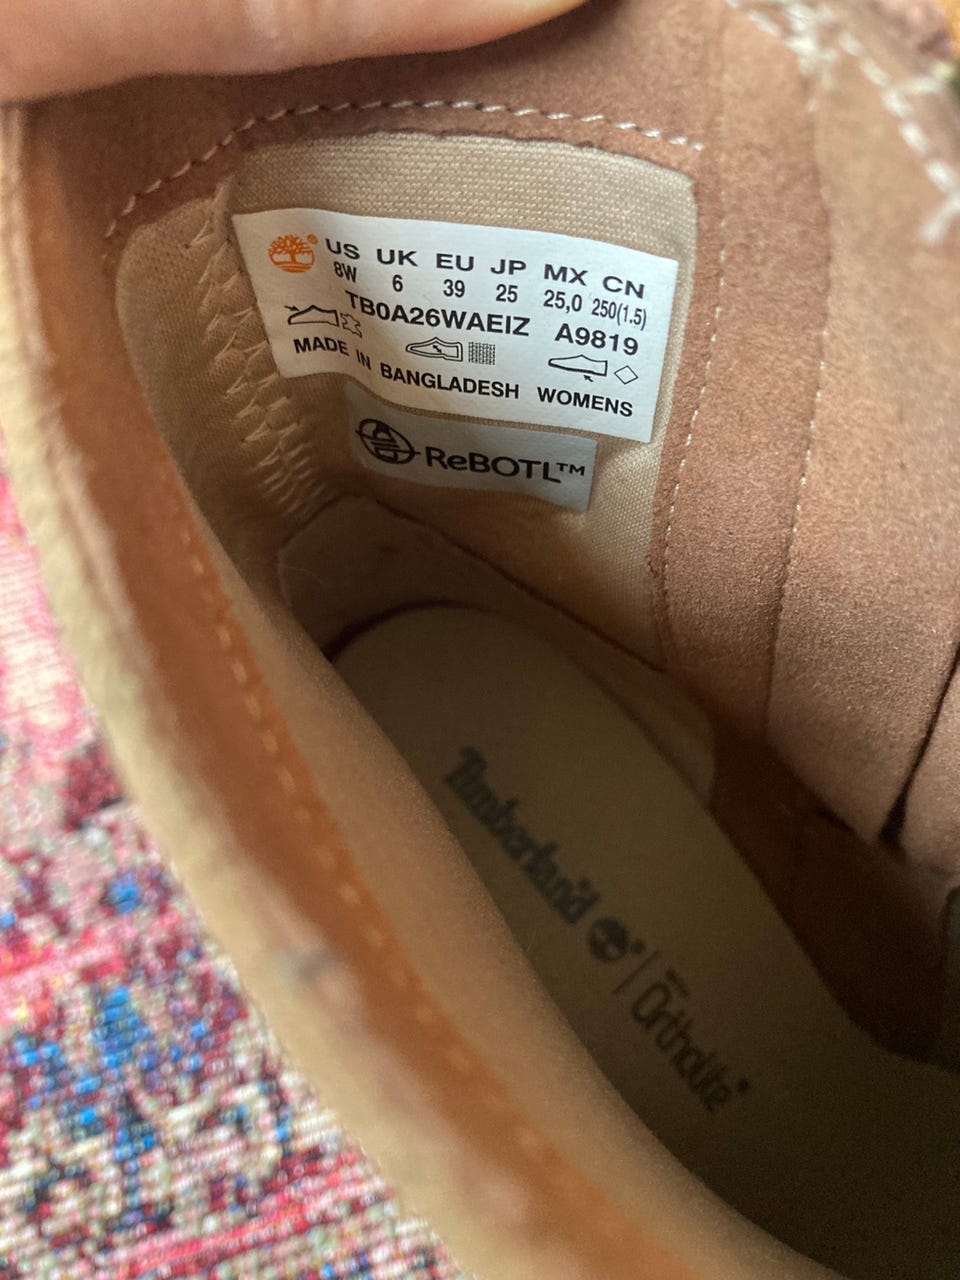 US UK EU JP MX CN
8W 6 39 25 25,0 250(1.5)
TB0A26WAEIZ A9819
MADE IN BANGLADESH WOMENS
ReBOTL™
Timberland ® | Ortholite®